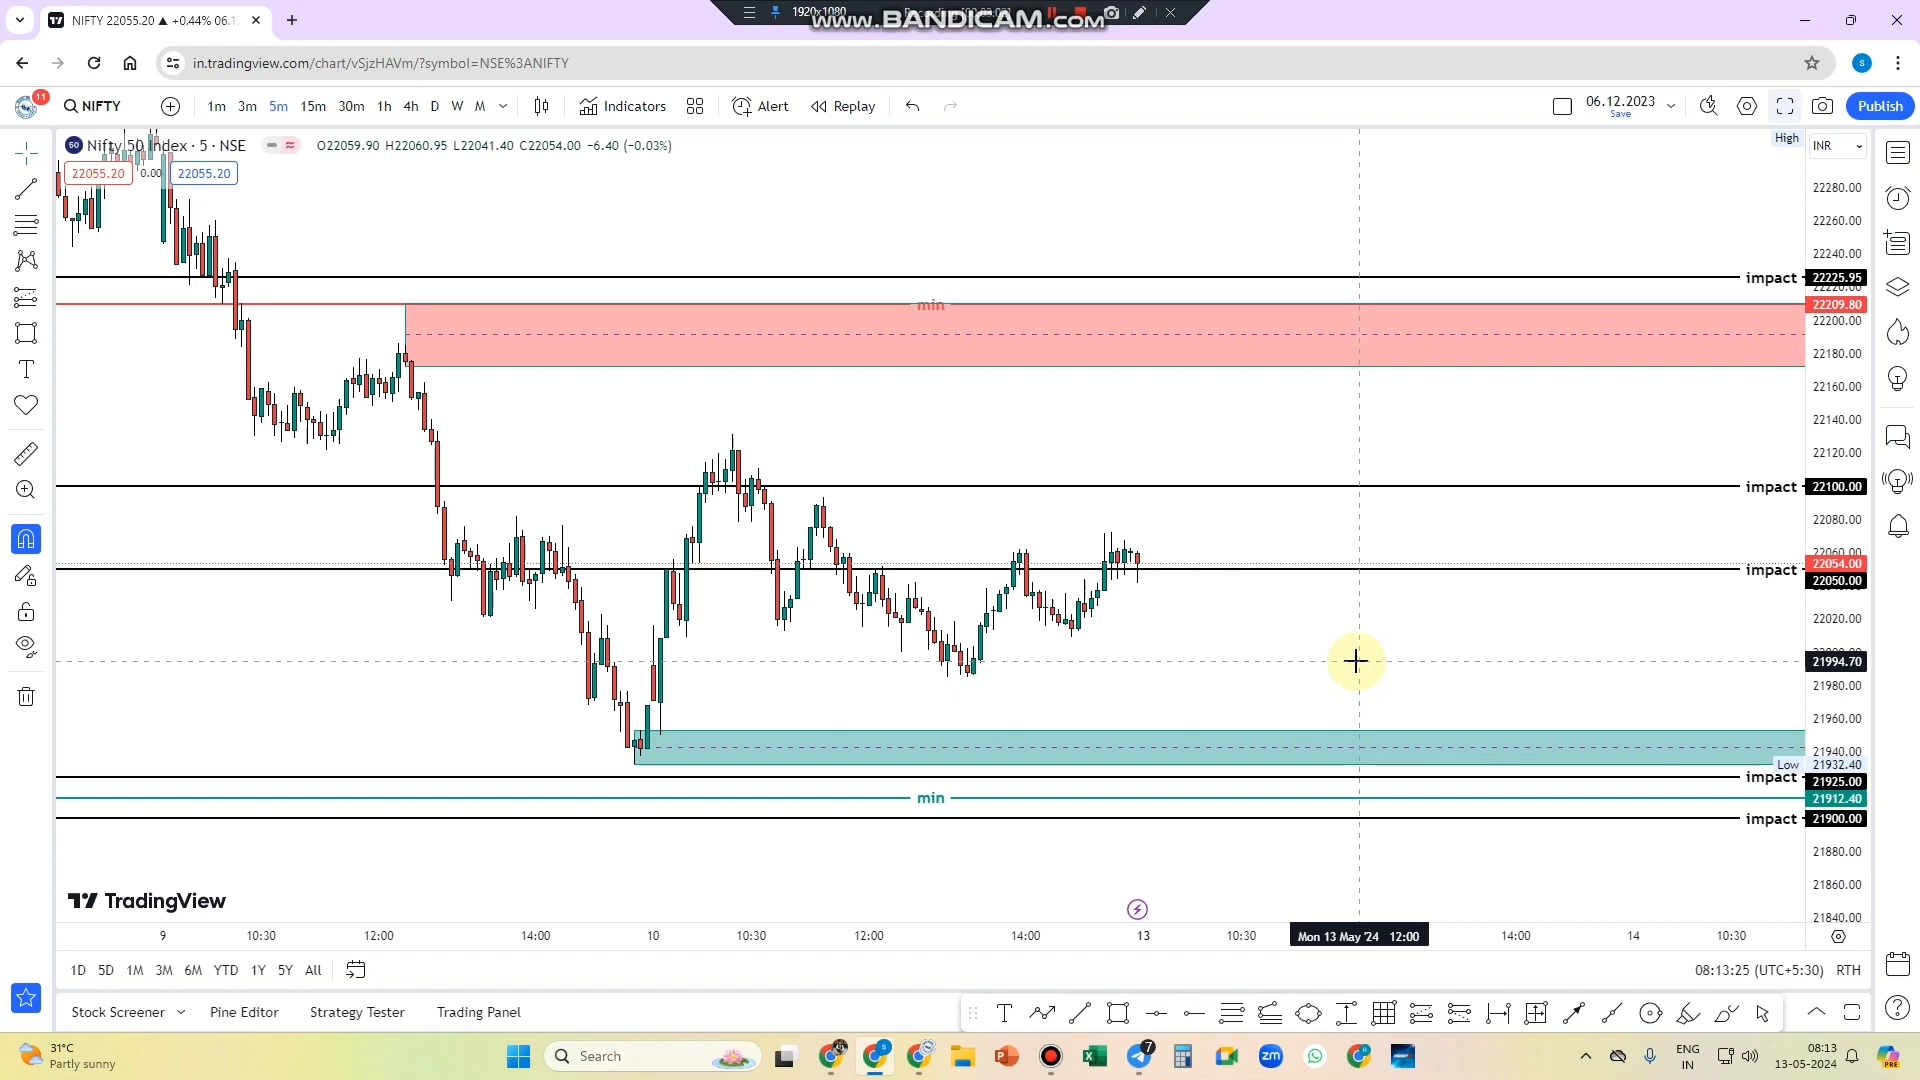 NIFTY 22055.20 ▲ +0.44% 06.1
1920x1080
www.BANDICAM.com
in.tradingview.com/chart/vSjzHAVm/?symbol=NSE%3ANIFTY
S
11
NIFTY
1m 3m 5m 15m 30m 1h 4h D W M
Indicators
Alert
Replay
06.12.2023
Save
Publish
50 Nifty 50 Index · 5 · NSE
O22059.90 H22060.95 L22041.40 C22054.00 -6.40 (-0.03%)
22055.20 0.00 22055.20
High
INR
22280.00
22260.00
22240.00
impact 22225.95
22220.00
min 22209.80
22200.00
22180.00
22160.00
22140.00
22120.00
impact 22100.00
22080.00
22060.00
22054.00
impact 22050.00
22020.00
21994.70
21980.00
21960.00
21940.00
Low 21932.40
impact 21925.00
min 21912.40
impact 21900.00
21880.00
21860.00
21840.00
TradingView
9 10:30 12:00 14:00 10 10:30 12:00 14:00 13 10:30 Mon 13 May '24 12:00 14:00 14 10:30
1D 5D 1M 3M 6M YTD 1Y 5Y All
08:13:25 (UTC+5:30) RTH
Stock Screener Pine Editor Strategy Tester Trading Panel
31°C
Partly sunny
Search
7
zm
ENG
IN
08:13
13-05-2024
PRE